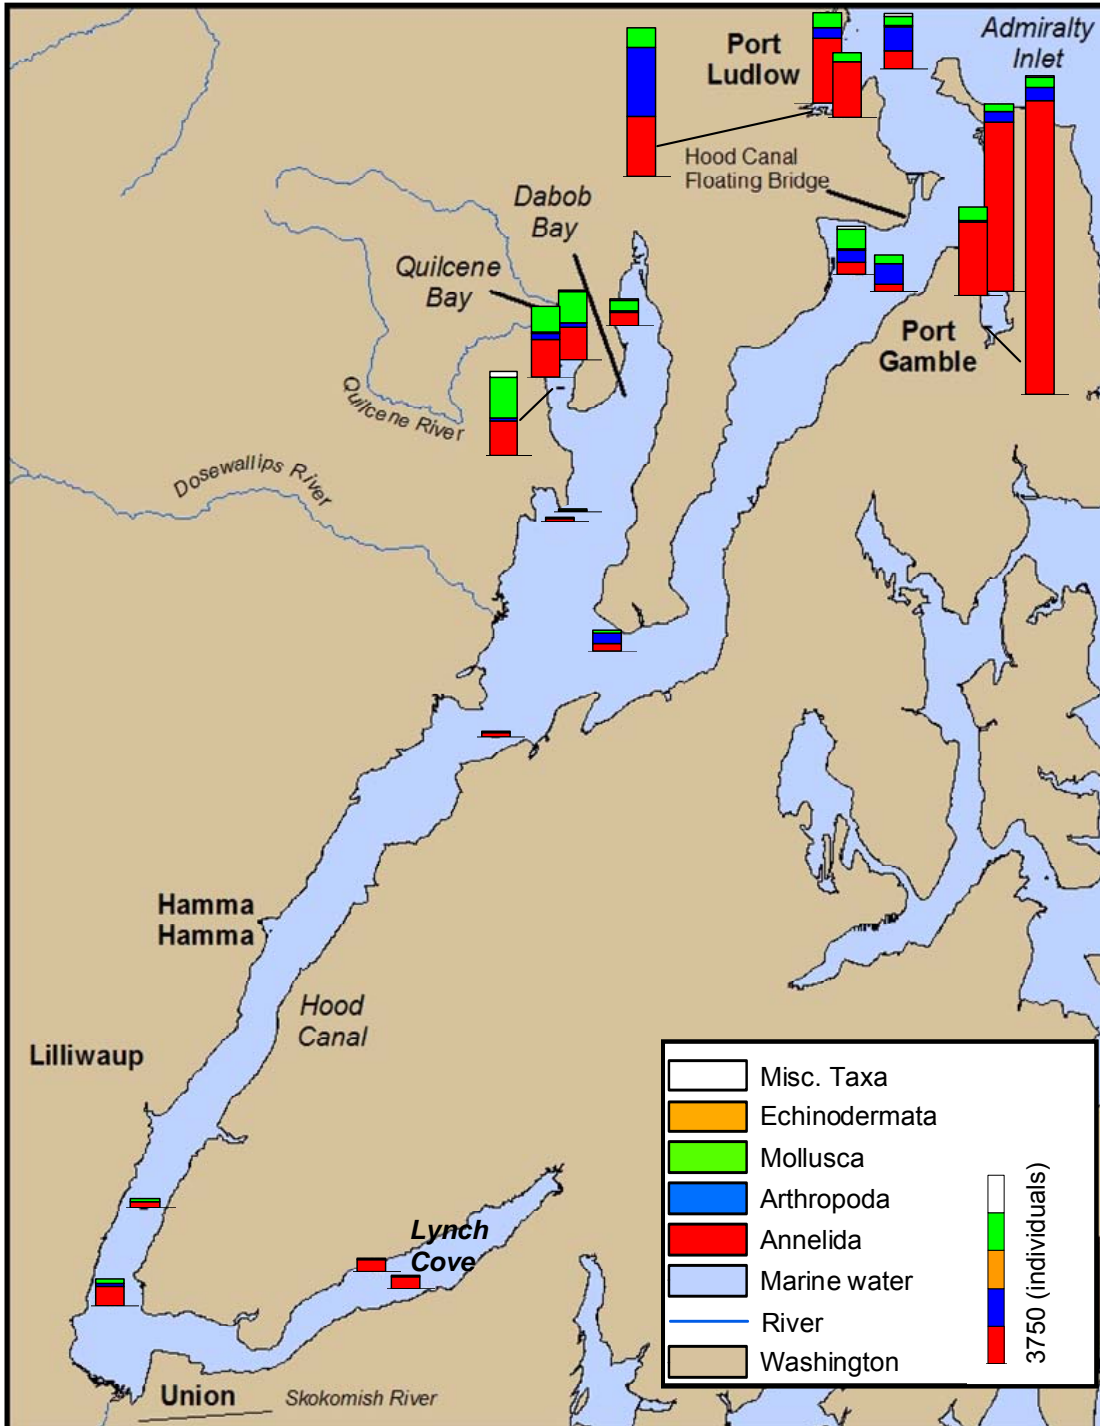 Admiralty
Inlet
Port
Ludlow
Hood Canal
Floating Bridge
Dabob
Bay
Quilcene
Bay
Port
Gamble
Quilcene River
Dosewallips River
Hamma
Hamma
Hood
Canal
Lilliwaup
Lynch
Cove
Union
Skokomish River
Misc. Taxa
Echinodermata
Mollusca
Arthropoda
Annelida
Marine water
River
Washington
3750 (individuals)